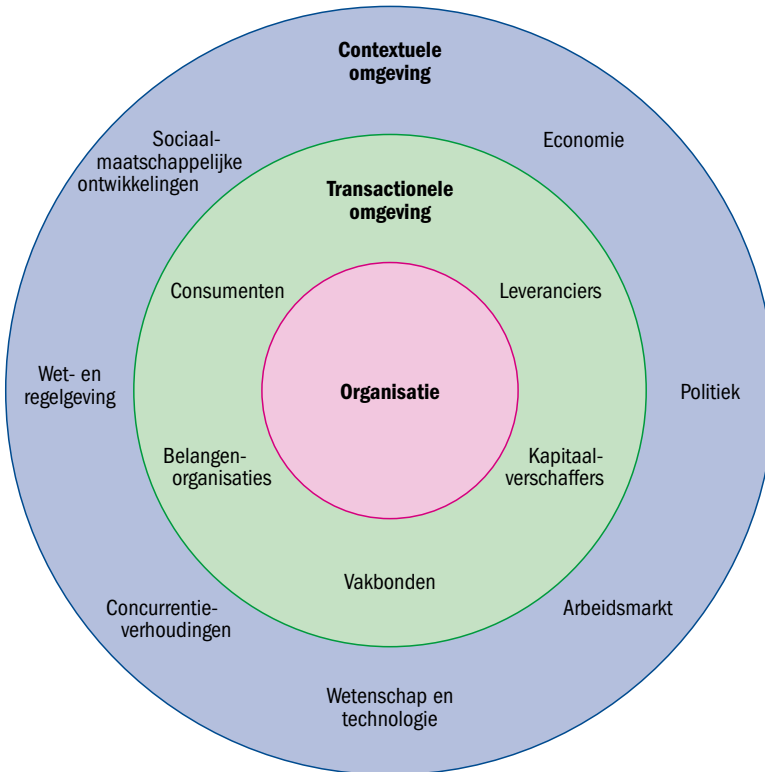 Contextuele
omgeving
Sociaal-
maatschappelijke
ontwikkelingen
Economie
Transactionele
omgeving
Consumenten
Leveranciers
Wet- en
regelgeving
Organisatie
Politiek
Belangen-
organisaties
Kapitaal-
verschaffers
Vakbonden
Concurrentie-
verhoudingen
Arbeidsmarkt
Wetenschap en
technologie